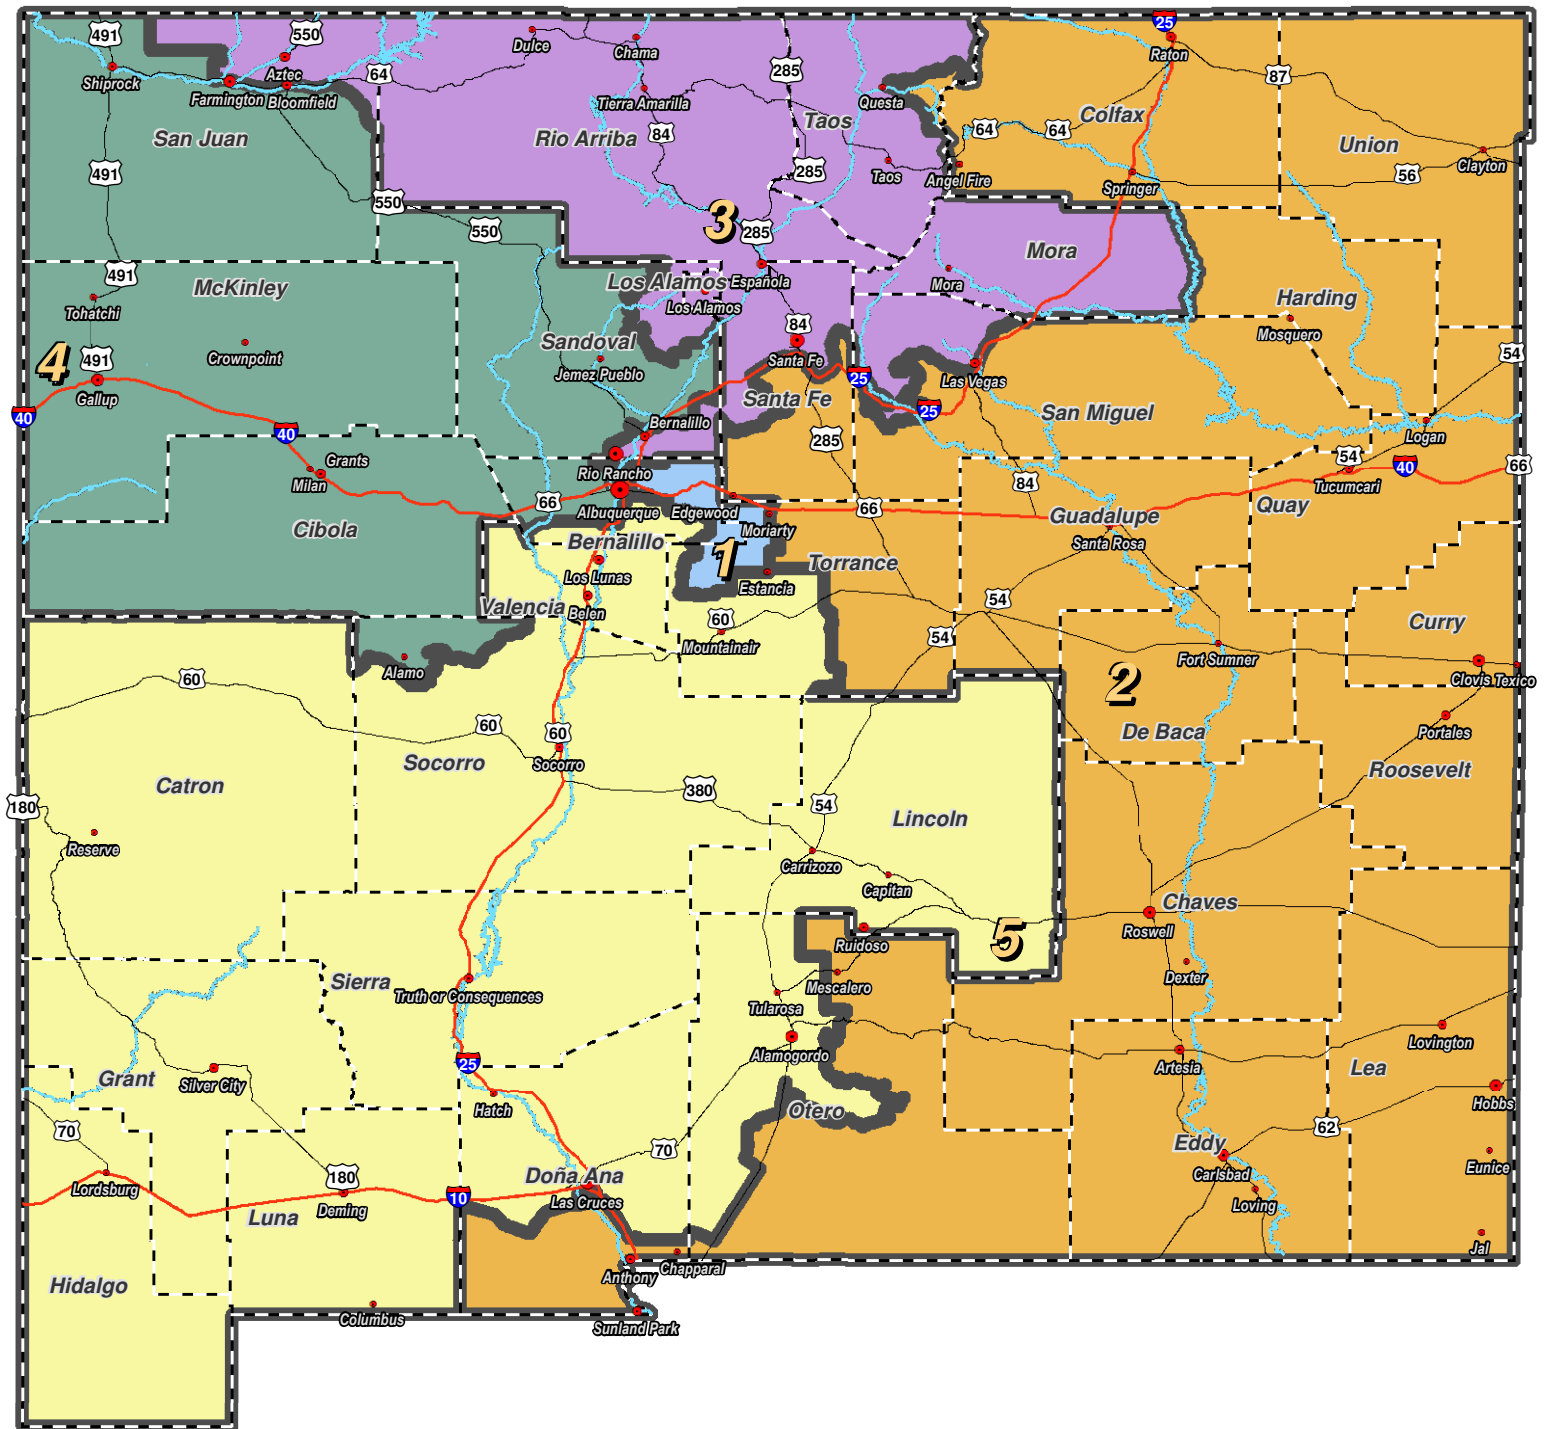 25
491
550
Dulce
Chama
Raton
Aztec
64
285
87
Shiprock
Farmington
Bloomfield
Tierra Amarilla
Questa
San Juan
Rio Arriba
84
Taos
64
64
Colfax
Union
Clayton
491
285
Taos
Angel Fire
Springer
56
550
550
3
285
Mora
491
McKinley
Los Alamos
Española
Mora
Harding
Tohatchi
Los Alamos
Mosquero
84
4
491
Crownpoint
Sandoval
Jemez Pueblo
Santa Fe
54
Gallup
25
Las Vegas
40
Santa Fe
25
San Miguel
40
Bernalillo
285
Logan
Grants
Rio Rancho
54
40
66
Milan
66
Albuquerque
Edgewood
66
84
Tucumcari
Cibola
Moriarty
Guadalupe
Quay
Bernalillo
1
Santa Rosa
Los Lunas
Torrance
Estancia
Valencia
Belen
60
54
Curry
Mountainair
54
Fort Sumner
Alamo
60
2
Clovis
Texico
60
60
De Baca
Portales
Socorro
Socorro
Roosevelt
Catron
380
180
54
Lincoln
Reserve
Carrizozo
Capitan
Chaves
5
Roswell
Ruidoso
Dexter
Sierra
Mescalero
Truth or Consequences
Tularosa
Lovington
Alamogordo
25
Artesia
Lea
Grant
Silver City
Hatch
Otero
Hobbs
70
70
62
Eddy
Eunice
Doña Ana
Carlsbad
Lordsburg
180
10
Las Cruces
Loving
Deming
Luna
Jal
Hidalgo
Anthony
Chapparal
Columbus
Sunland Park